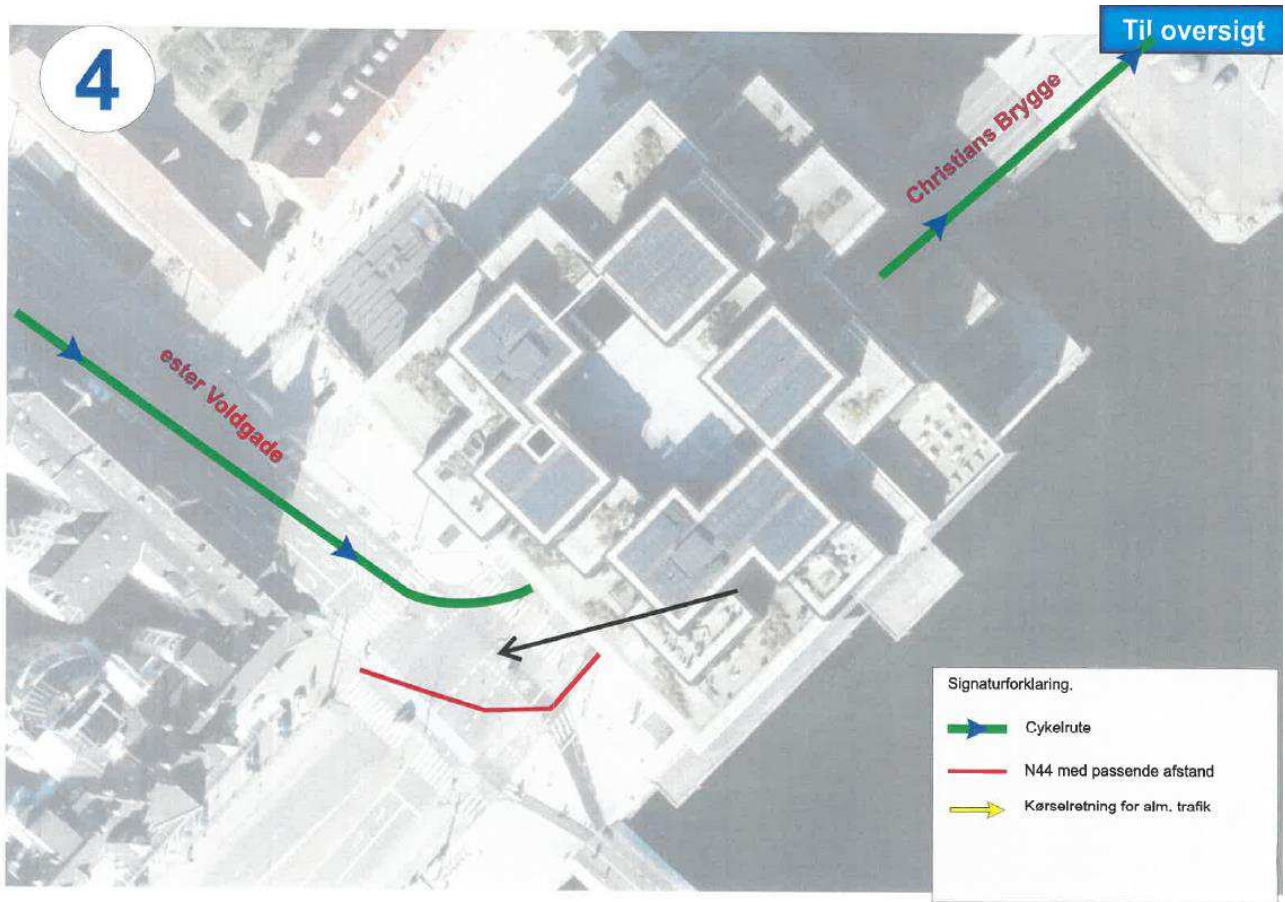 4
Til oversigt
Christians Brygge
ester Voldgade
Signaturforklaring.
Cykelrute
N44 med passende afstand
Kørselretning for alm. trafik